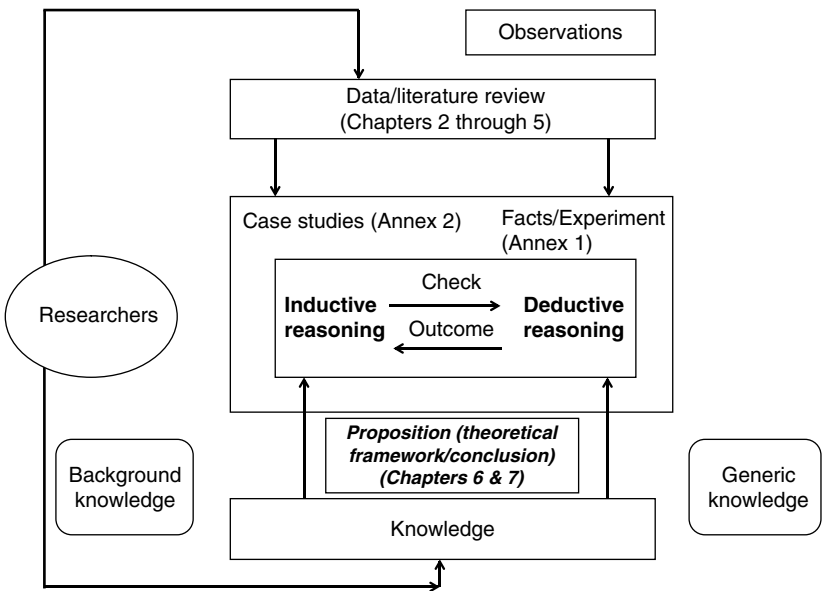 Observations
Data/literature review
(Chapters 2 through 5)
Case studies (Annex 2)
Facts/Experiment
(Annex 1)
Check
Inductive
reasoning
Outcome
Deductive
reasoning
Researchers
Proposition (theoretical
framework/conclusion)
(Chapters 6 & 7)
Background
knowledge
Generic
knowledge
Knowledge